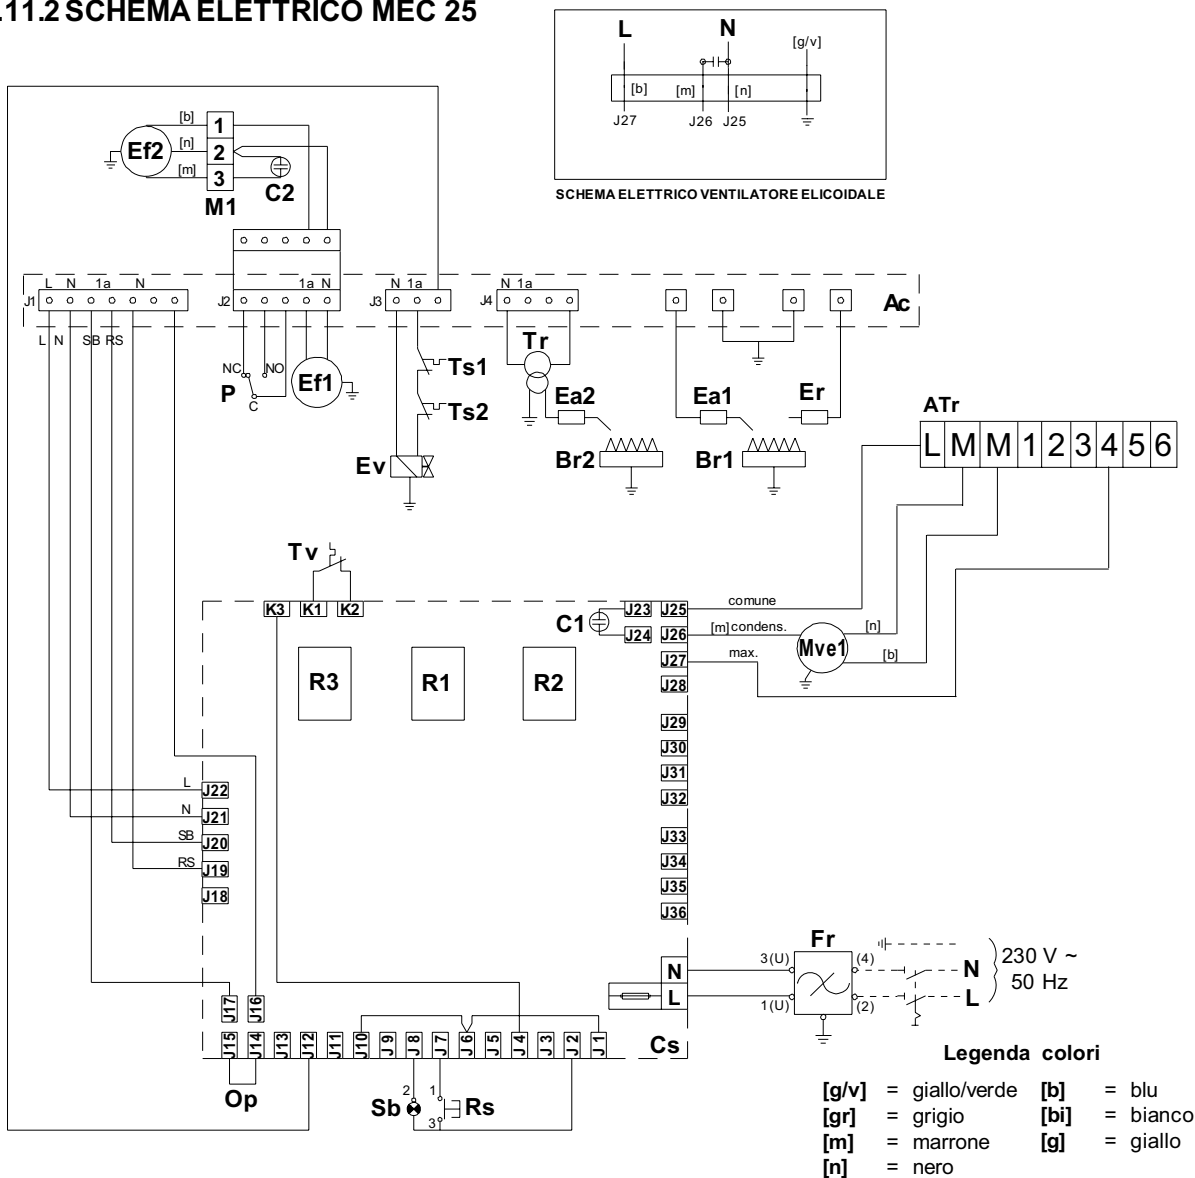 .11.2 SCHEMA ELETTRICO MEC 25
L N [g/v]
[b] [m] [n]
J27 J26 J25
SCHEMA ELETTRICO VENTILATORE ELICOIDALE
[b] 1
Ef2 [n] 2
[m] 3
M1 C2
L N 1a N
J1
1a N
J2
N 1a
J3
N 1a
J4
Ac
L N SB RS
NC NO
P C
Ef1
Ts1
Ts2
Ev
Tr
Ea2
Br2
Ea1
Br1
Er
ATr
L M M 1 2 3 4 5 6
Tv
K3 K1 K2
C1
J23 J25 comune
J24 J26 [m] condens.
J27 max.
J28
Mve1
[n]
[b]
R3 R1 R2
J29
J30
J31
J32
J33
J34
J35
J36
L J22
N J21
SB J20
RS J19
J18
N
L
3(U) Fr (4)
1(U) (2)
N
L
230 V ~
50 Hz
J17 J16
J15 J14 J13 J12 J11 J10 J9 J8 J7 J6 J5 J4 J3 J2 J1
Cs
Op
2 1
Sb Rs
3
Legenda colori
[g/v] = giallo/verde [b] = blu
[gr] = grigio [bi] = bianco
[m] = marrone [g] = giallo
[n] = nero